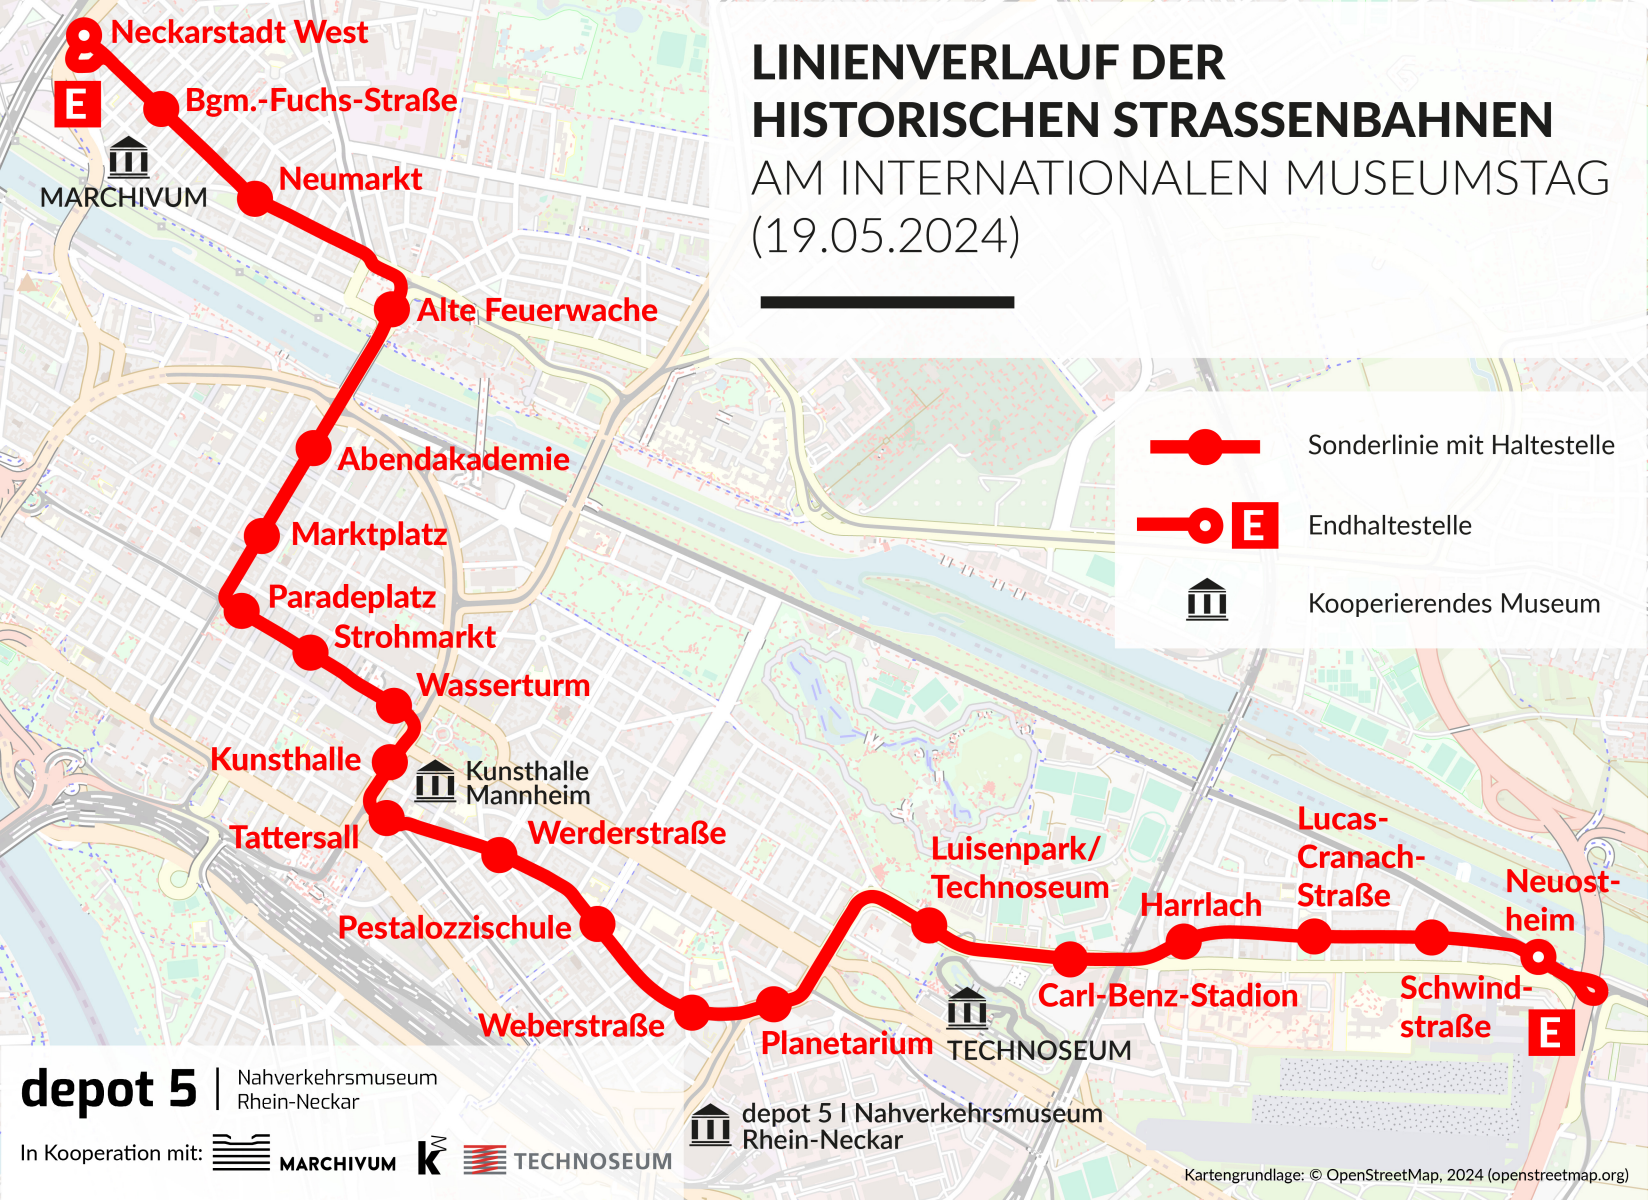 LINIENVERLAUF DER
HISTORISCHEN STRASSENBAHNEN
AM INTERNATIONALEN MUSEUMSTAG
(19.05.2024)
Neckarstadt West
E
Bgm.-Fuchs-Straße
MARCHIVUM
Neumarkt
Alte Feuerwache
Abendakademie
Marktplatz
Paradeplatz
Strohmarkt
Wasserturm
Kunsthalle
Kunsthalle
Mannheim
Tattersall
Werderstraße
Pestalozzischule
Weberstraße
Planetarium
Luisenpark/
Technoseum
TECHNOSEUM
Carl-Benz-Stadion
Harrlach
Lucas-
Cranach-
Straße
Schwind-
straße
Neuost-
heim
E
Sonderlinie mit Haltestelle
E Endhaltestelle
Kooperierendes Museum
depot 5 | Nahverkehrsmuseum
Rhein-Neckar
depot 5
Nahverkehrsmuseum
Rhein-Neckar
In Kooperation mit:
MARCHIVUM
k
TECHNOSEUM
Kartengrundlage: © OpenStreetMap, 2024 (openstreetmap.org)